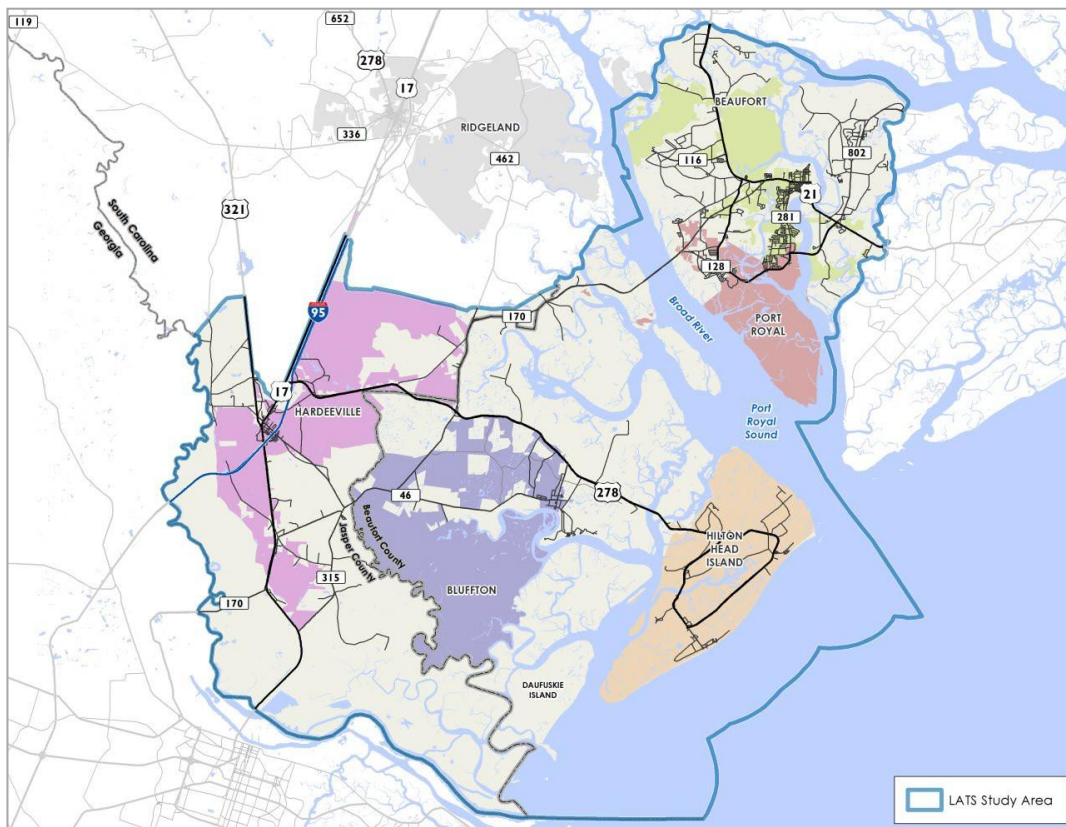 119
652
278
17
RIDGELAND
336
462
BEAUFORT
116
802
21
281
128
321
South Carolina
Georgia
95
170
Broad River
PORT
ROYAL
17
HARDEEVILLE
Port
Royal
Sound
46
278
Beaufort County
Jasper County
HILTON
HEAD
ISLAND
315
BLUFFTON
170
DAUFUSKIE
ISLAND
LATS Study Area